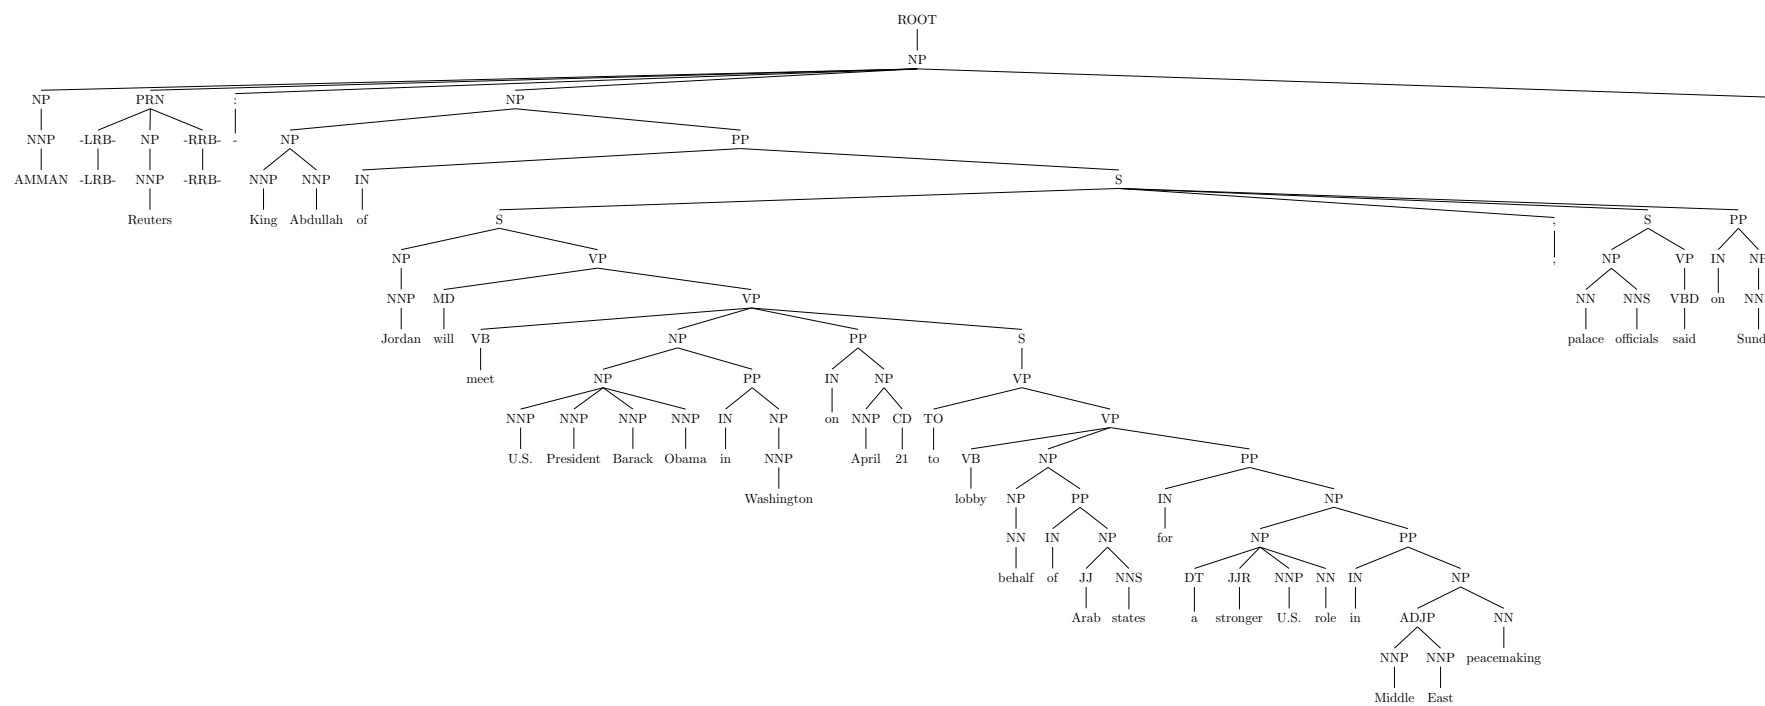 ROOT
NP
NP PRN : NP
NNP -LRB- NP -RRB- - NP PP
AMMAN -LRB- NNP -RRB- NNP NNP IN S
Reuters King Abdullah of S , S PP
NP VP , NP VP IN NP
NNP MD VP NN NNS VBD on
Jordan will VB NP PP S palace officials said
meet NP PP IN NP VP
NNP NNP NNP NNP IN NP on NNP CD TO VP
U.S. President Barack Obama in NNP April 21 to VB NP PP
Washington lobby NP PP IN NP
NN IN NP for NP PP
behalf of JJ NNS DT JJR NNP NN IN NP
Arab states a stronger U.S. role in ADJP NN
NNP NNP peacemaking
Middle East